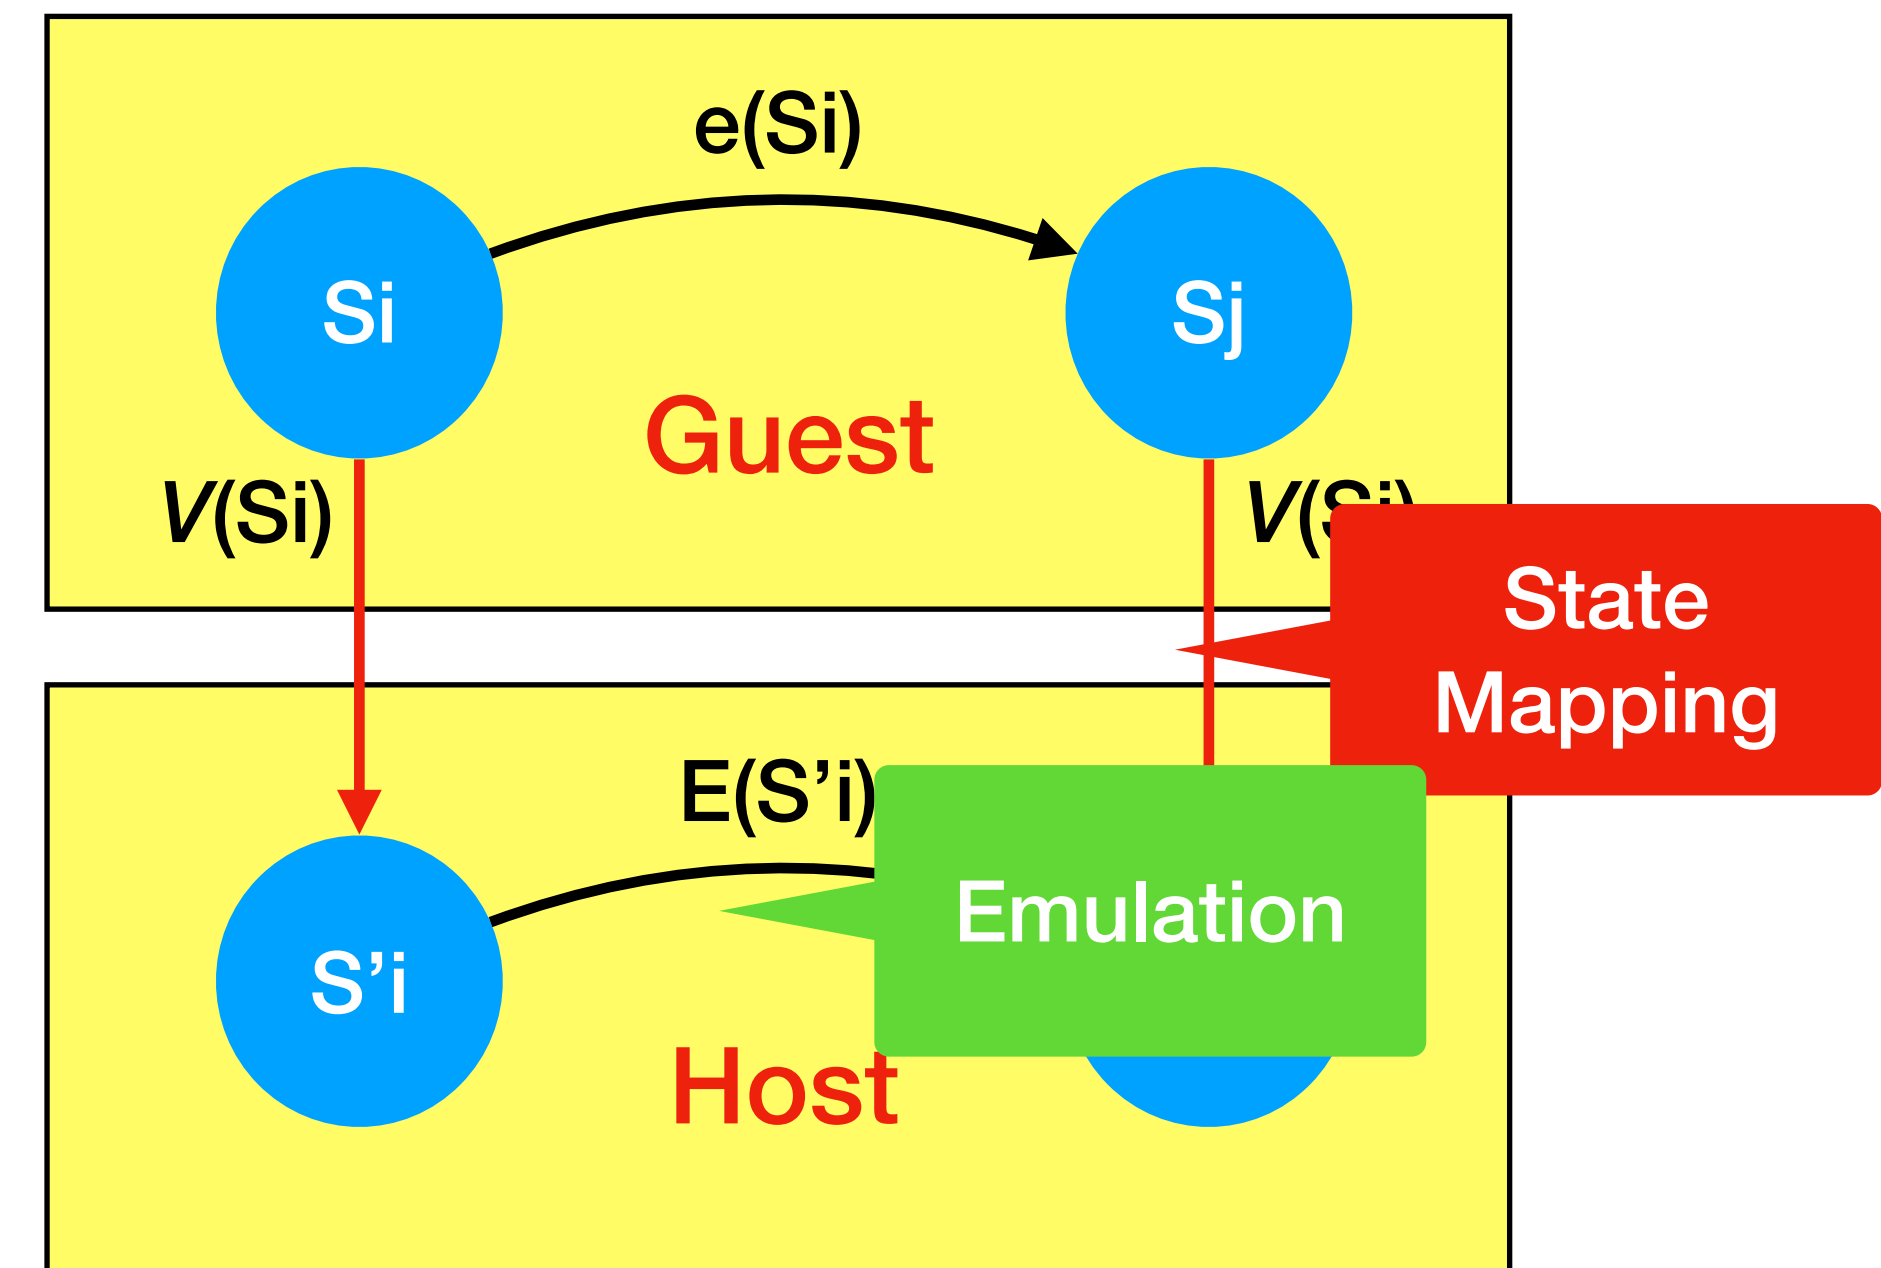 e(Si)
Si
Sj
Guest
V(Si)
State
Mapping
E(S’i)
Emulation
S’i
Host